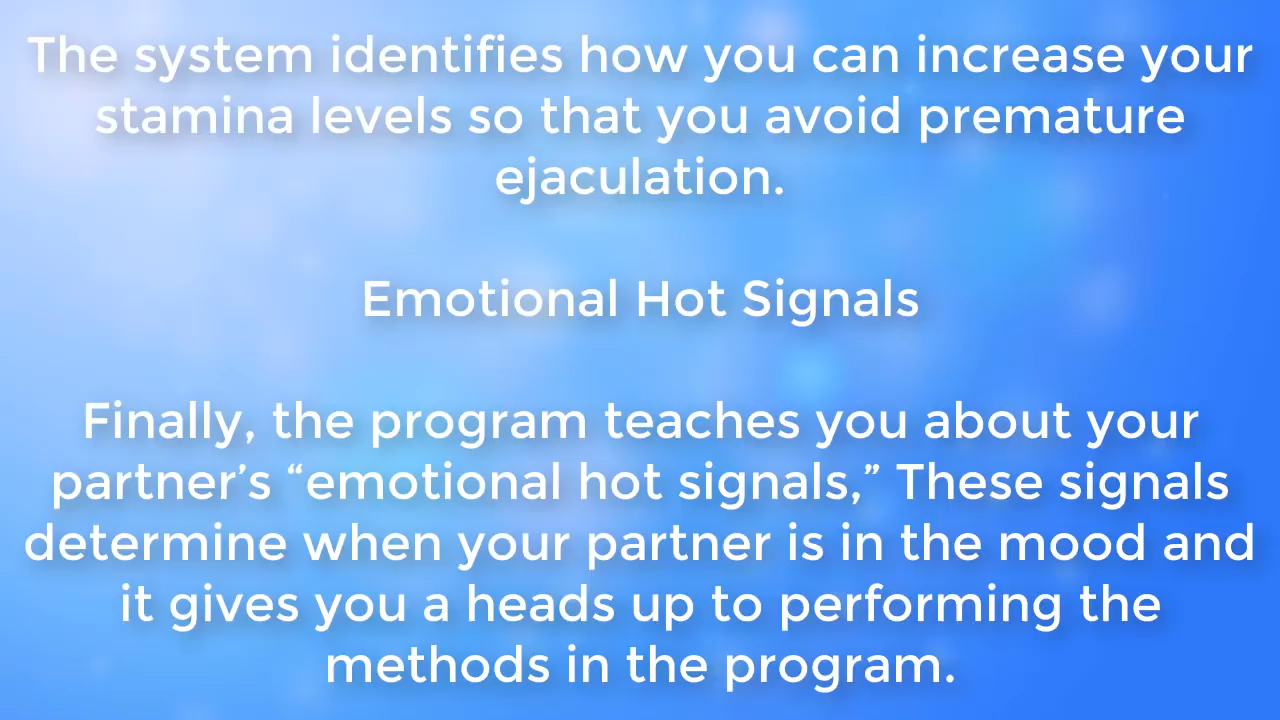 The system identifies how you can increase your
stamina levels so that you avoid premature
ejaculation.
Emotional Hot Signals
Finally, the program teaches you about your
partner’s “emotional hot signals,” These signals
determine when your partner is in the mood and
it gives you a heads up to performing the
methods in the program.